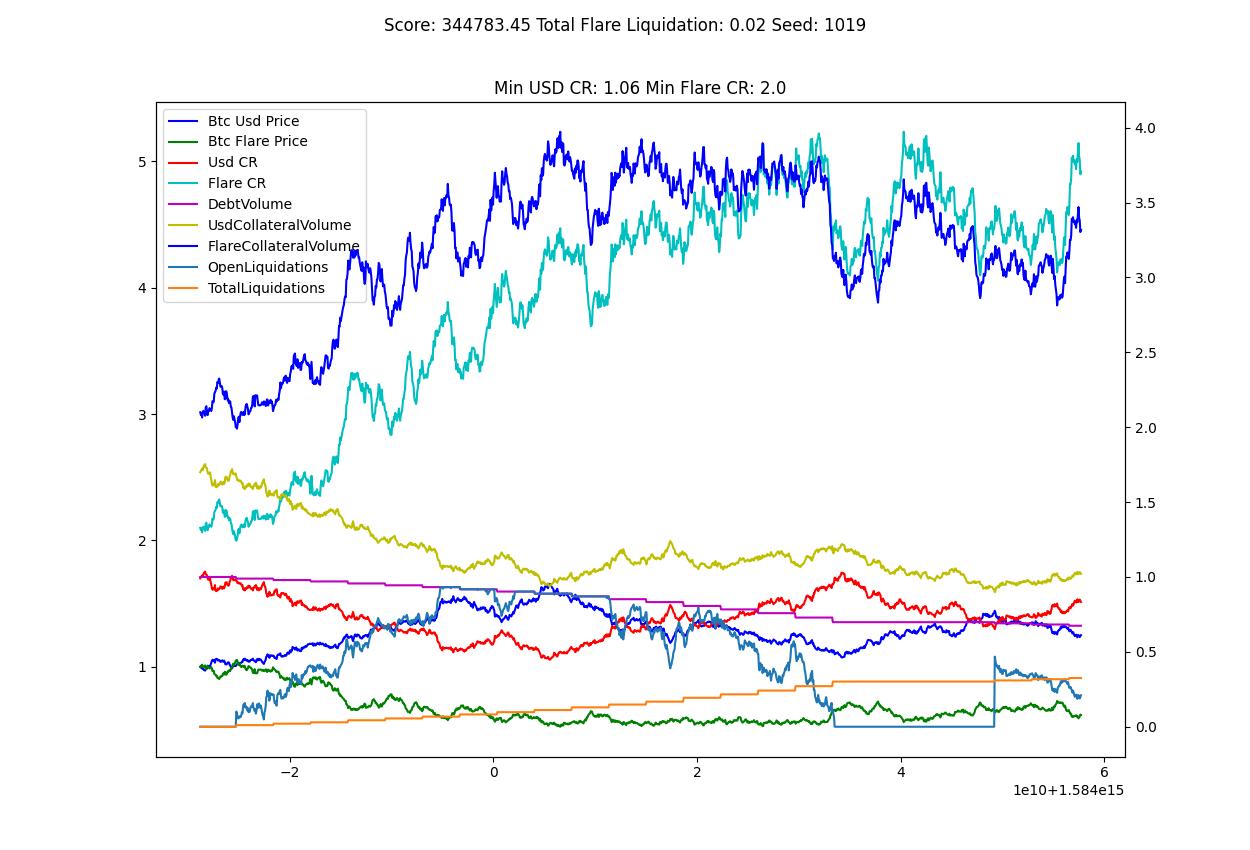 Score: 344783.45 Total Flare Liquidation: 0.02 Seed: 1019
Min USD CR: 1.06 Min Flare CR: 2.0
Btc Usd Price
Btc Flare Price
Usd CR
Flare CR
DebtVolume
UsdCollateralVolume
FlareCollateralVolume
OpenLiquidations
TotalLiquidations
5
4
3
2
1
4.0
3.5
3.0
2.5
2.0
1.5
1.0
0.5
0.0
−2
0
2
4
6
1e10+1.584e15